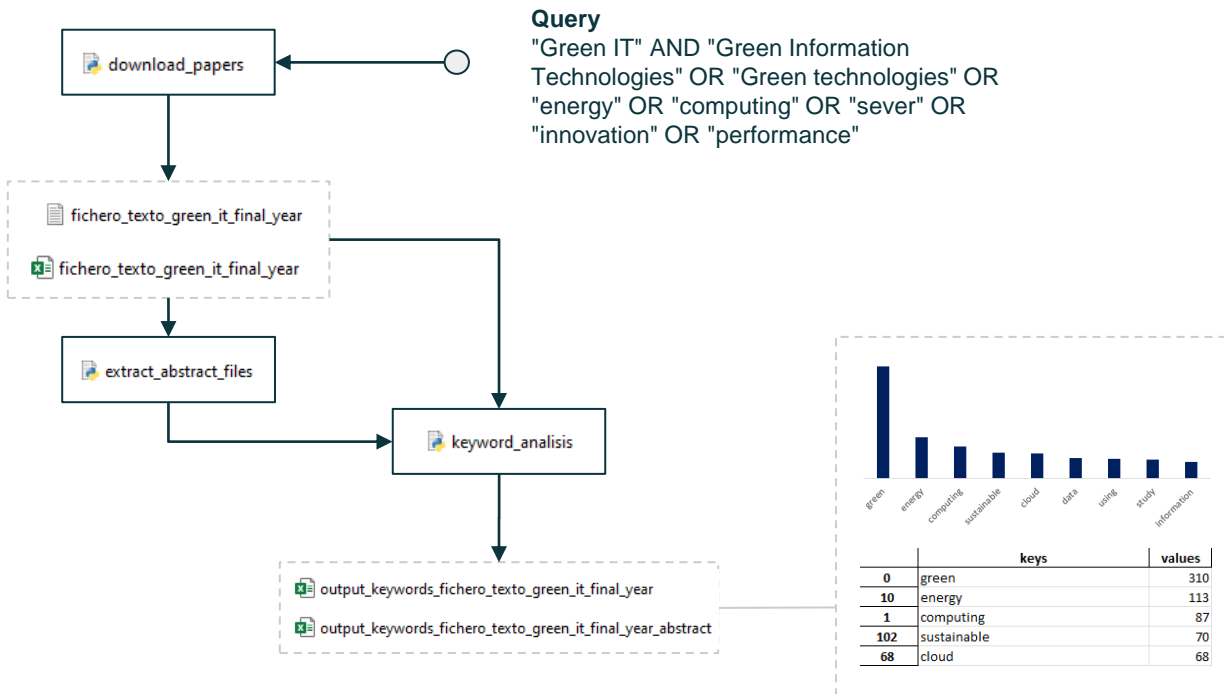 Query
"Green IT" AND "Green Information
Technologies" OR "Green technologies" OR
"energy" OR "computing" OR "sever" OR
"innovation" OR "performance"
download_papers
fichero_texto_green_it_final_year
fichero_texto_green_it_final_year
extract_abstract_files
keyword_analisis
output_keywords_fichero_texto_green_it_final_year
output_keywords_fichero_texto_green_it_final_year_abstract
green energy computing sustainable cloud data using study information
keys values
0 green 310
10 energy 113
1 computing 87
102 sustainable 70
68 cloud 68